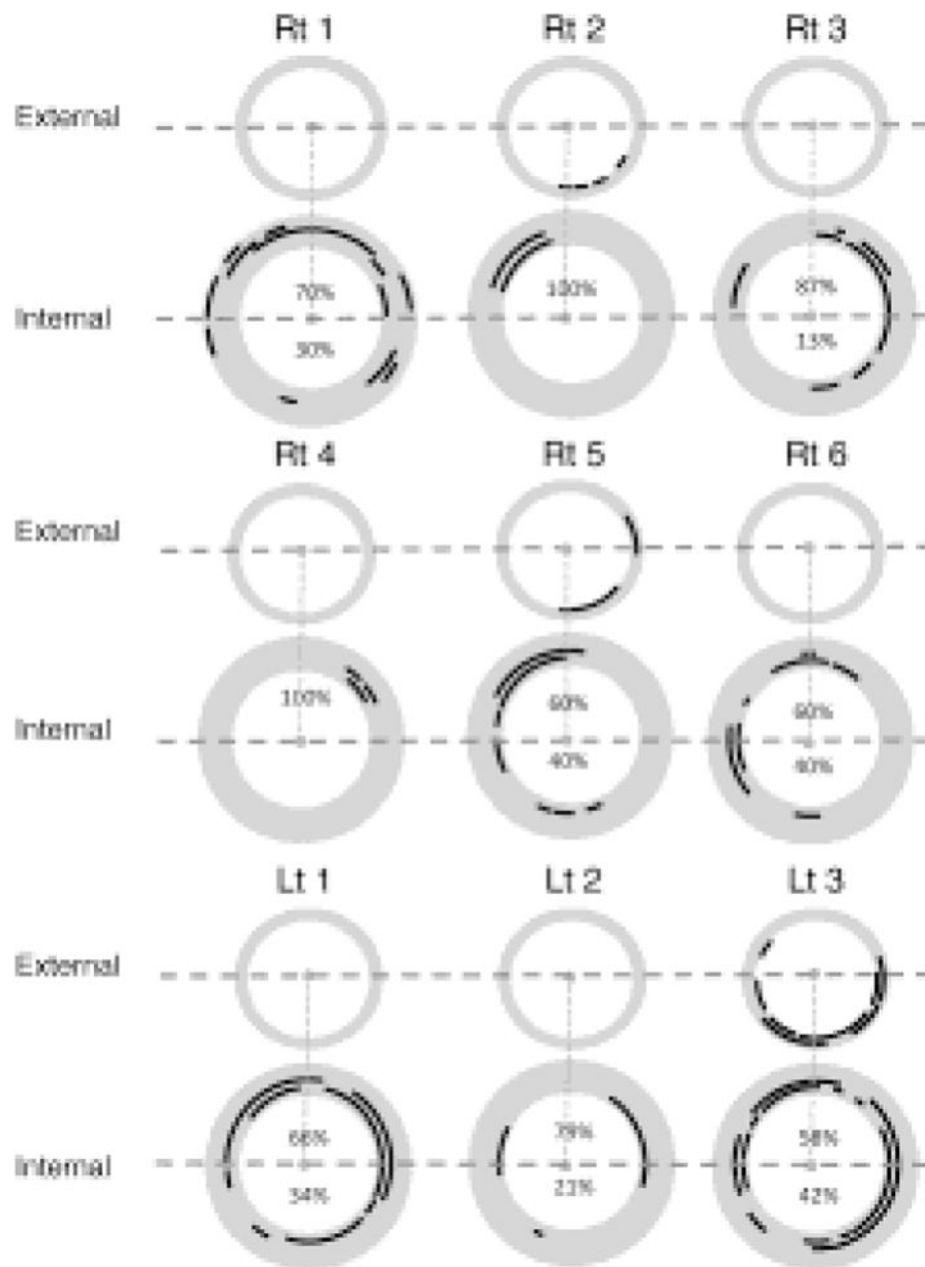 Rt 1 Rt 2 Rt 3
External
70% 100% 87%
Internal
30% 13%
Rt 4 Rt 5 Rt 6
External
100% 60% 60%
Internal
40% 40%
Lt 1 Lt 2 Lt 3
External
66% 79% 58%
Internal
34% 21% 42%